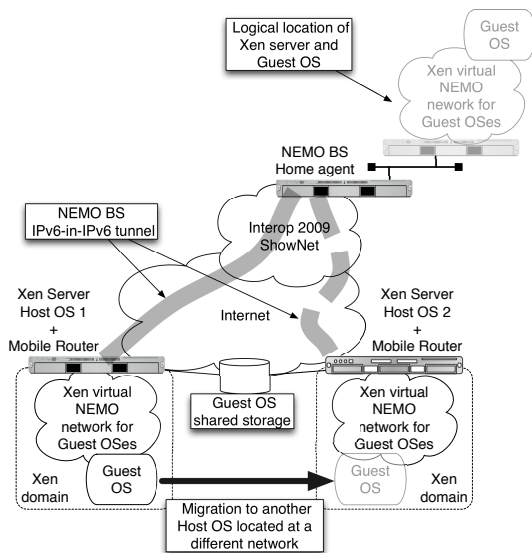 Logical location of
Xen server and
Guest OS
Guest
OS
Xen virtual
NEMO
nework for
Guest OSes
NEMO BS
Home agent
NEMO BS
IPv6-in-IPv6 tunnel
Interop 2009
ShowNet
Xen Server
Host OS 1
+
Mobile Router
Internet
Xen Server
Host OS 2
+
Mobile Router
Guest OS
shared storage
Xen virtual
NEMO
network for
Guest OSes
Xen
domain
Guest
OS
Xen virtual
NEMO
network for
Guest OSes
Guest
OS
Xen
domain
Migration to another
Host OS located at a
different network